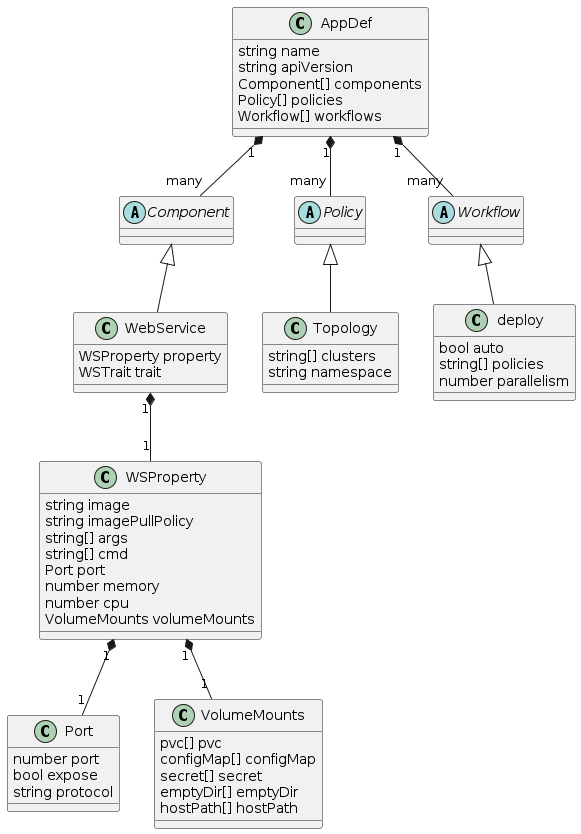 C AppDef
string name
string apiVersion
Component[] components
Policy[] policies
Workflow[] workflows
1 1 1
many many many
A Component
A Policy
A Workflow
C WebService
WSProperty property
WSTrait trait
C Topology
string[] clusters
string namespace
C deploy
bool auto
string[] policies
number parallelism
1
1
C WSProperty
string image
string imagePullPolicy
string[] args
string[] cmd
Port port
number memory
number cpu
VolumeMounts volumeMounts
1 1
1 1
C Port
number port
bool expose
string protocol
C VolumeMounts
pvc[] pvc
configMap[] configMap
secret[] secret
emptyDir[] emptyDir
hostPath[] hostPath